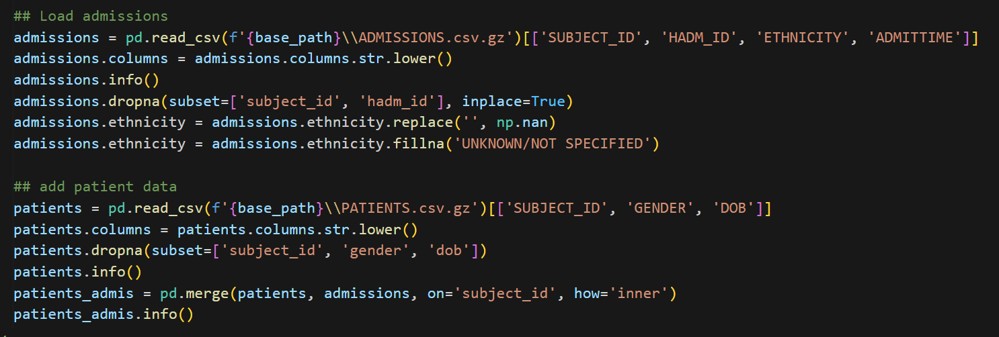 ## Load admissions
admissions = pd.read_csv(f'{base_path}\\ADMISSIONS.csv.gz')[['SUBJECT_ID', 'HADM_ID', 'ETHNICITY', 'ADMITTIME']]
admissions.columns = admissions.columns.str.lower()
admissions.info()
admissions.dropna(subset=['subject_id', 'hadm_id'], inplace=True)
admissions.ethnicity = admissions.ethnicity.replace('', np.nan)
admissions.ethnicity = admissions.ethnicity.fillna('UNKNOWN/NOT SPECIFIED')

## add patient data
patients = pd.read_csv(f'{base_path}\\PATIENTS.csv.gz')[['SUBJECT_ID', 'GENDER', 'DOB']]
patients.columns = patients.columns.str.lower()
patients.dropna(subset=['subject_id', 'gender', 'dob'])
patients.info()
patients_admis = pd.merge(patients, admissions, on='subject_id', how='inner')
patients_admis.info()